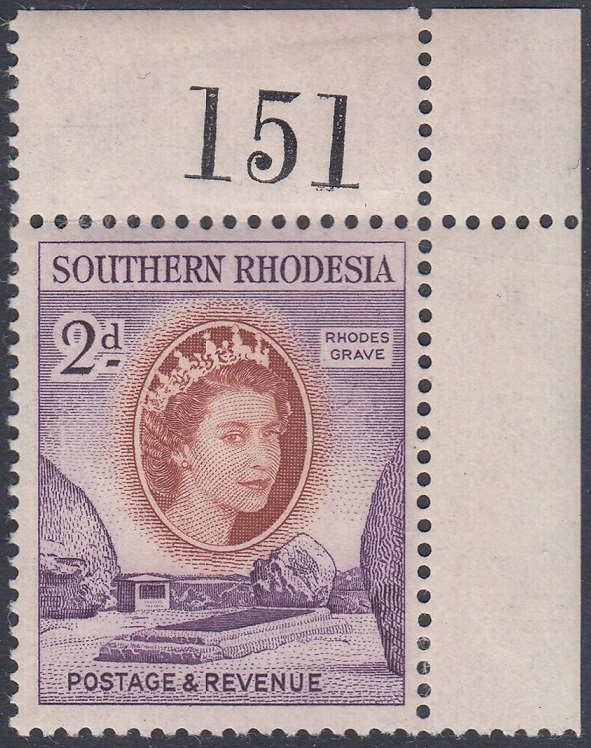 151
SOUTHERN RHODESIA
2d
RHODES
GRAVE
POSTAGE & REVENUE